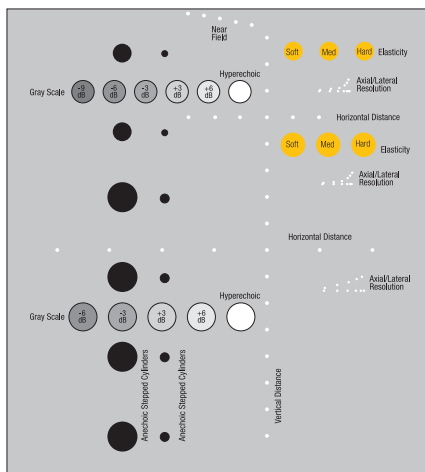 Near
Field
Soft Med Hard Elasticity
Hyperechoic
Axial/Lateral
Resolution
Gray Scale
-9
dB
-6
dB
-3
dB
+3
dB
+6
dB
Horizontal Distance
Soft Med Hard
Elasticity
Axial/Lateral
Resolution
Horizontal Distance
Axial/Lateral
Resolution
Hyperechoic
Gray Scale
-6
dB
-3
dB
+3
dB
+6
dB
Anechoic Stepped Cylinders
Anechoic Stepped Cylinders
Vertical Distance